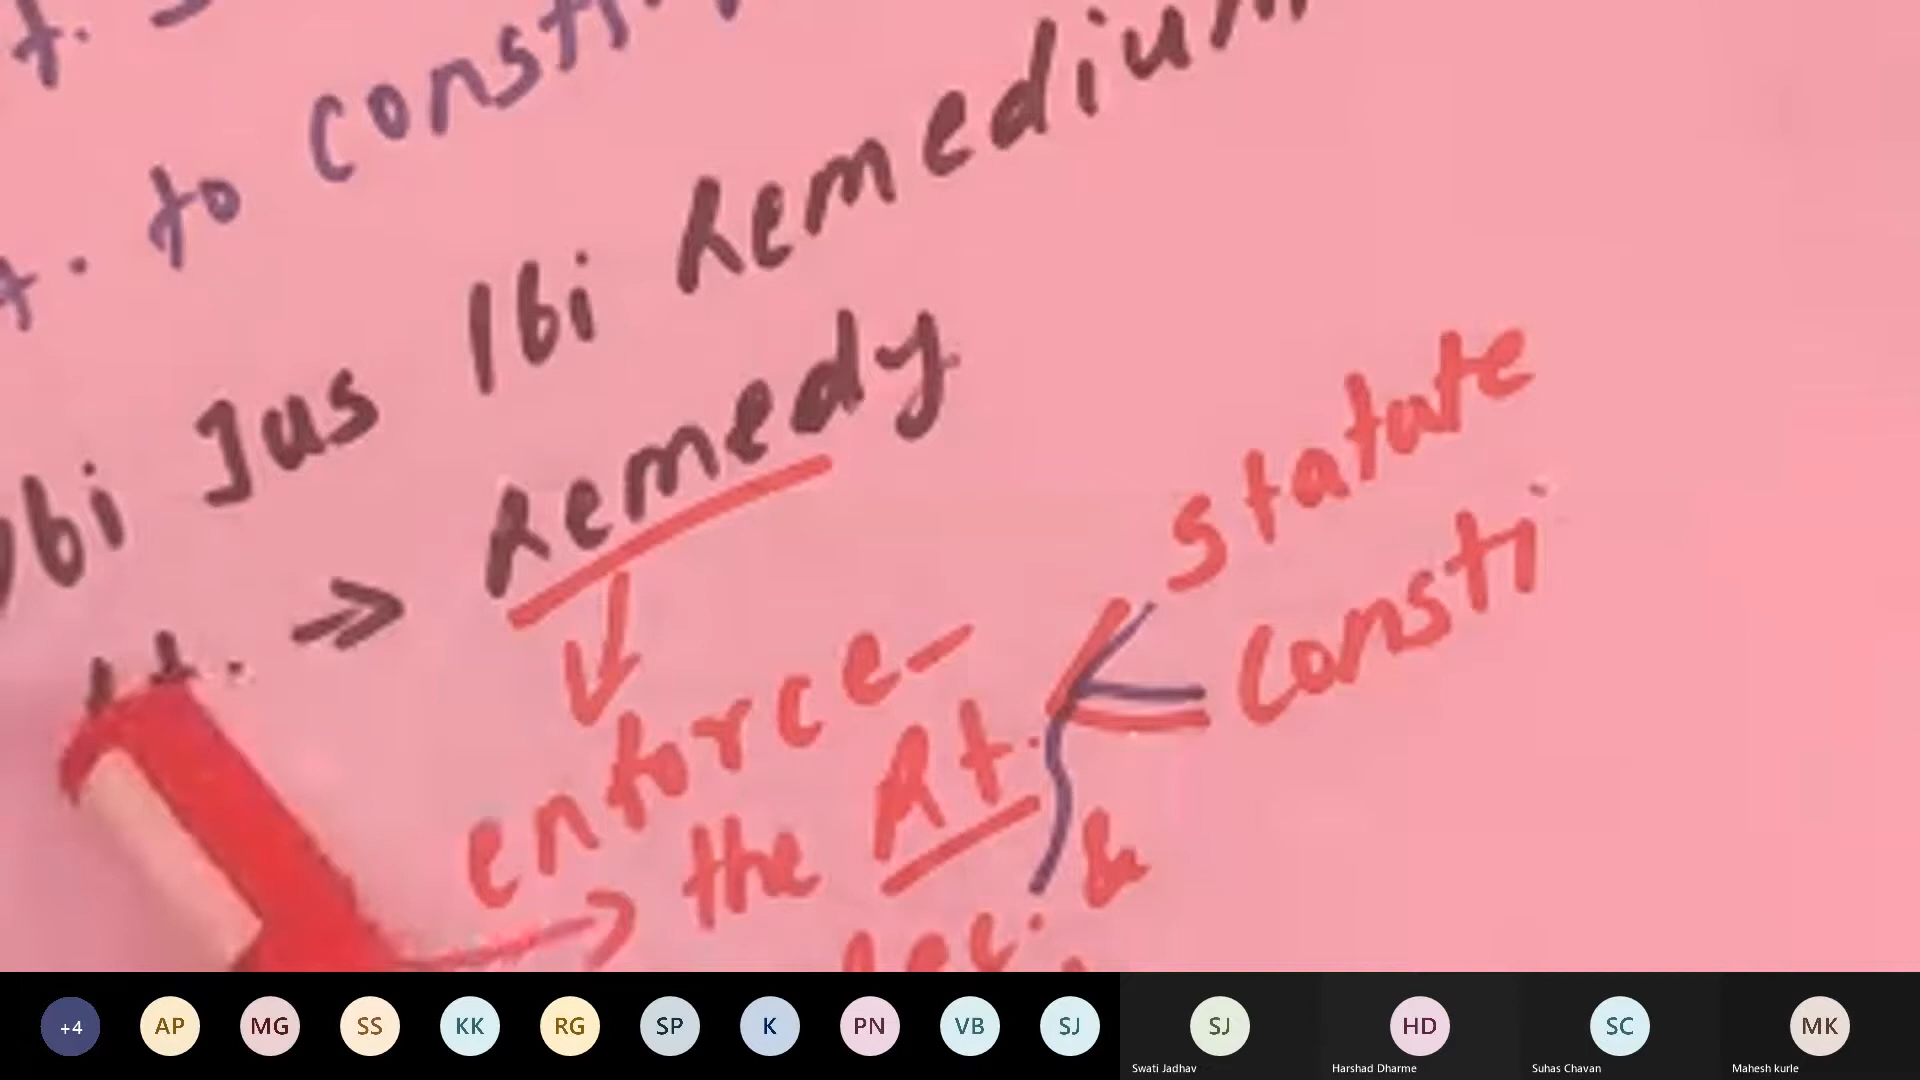 to consti
Ubi Jus Ibi Remedium
Rt. → Remedy
enforce-
the Rt.
statute
Consti
&
+4
AP
MG
SS
KK
RG
SP
K
PN
VB
SJ
SJ
HD
SC
MK
Swati Jadhav
Harshad Dharme
Suhas Chavan
Mahesh kurle